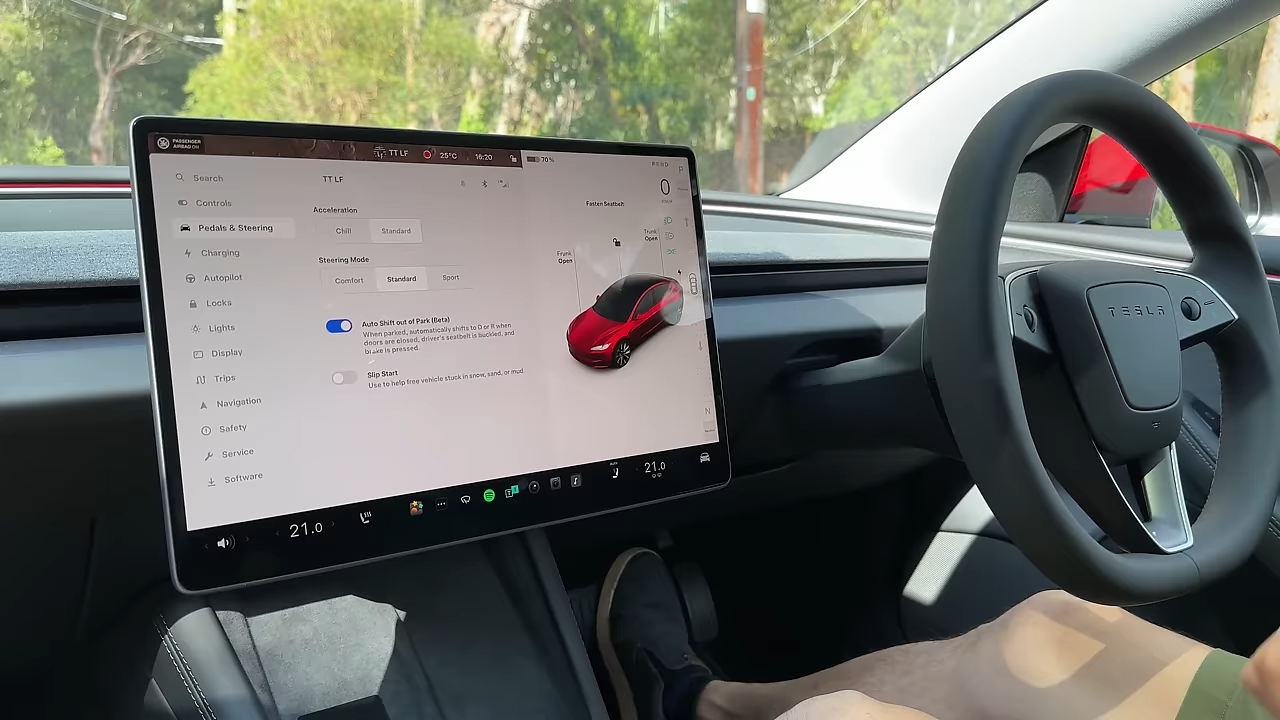 PASSENGER
AIRBAG ON
TT LF
25°C
16:20
70%
P R N D
P
Search
TT LF
0
Controls
Acceleration
Fasten Seatbelt
Pedals & Steering
Chill
Standard
Trunk
Open
Charging
Steering Mode
Frunk
Open
Autopilot
Comfort
Standard
Sport
Locks
Lights
Auto Shift out of Park (Beta)
When parked, automatically shifts to D or R when
doors are closed, driver's seatbelt is buckled, and
brake is pressed.
Display
Trips
Slip Start
Use to help free vehicle stuck in snow, sand, or mud.
Navigation
N
Safety
Service
Software
21.0
Auto
21.0
TESLA